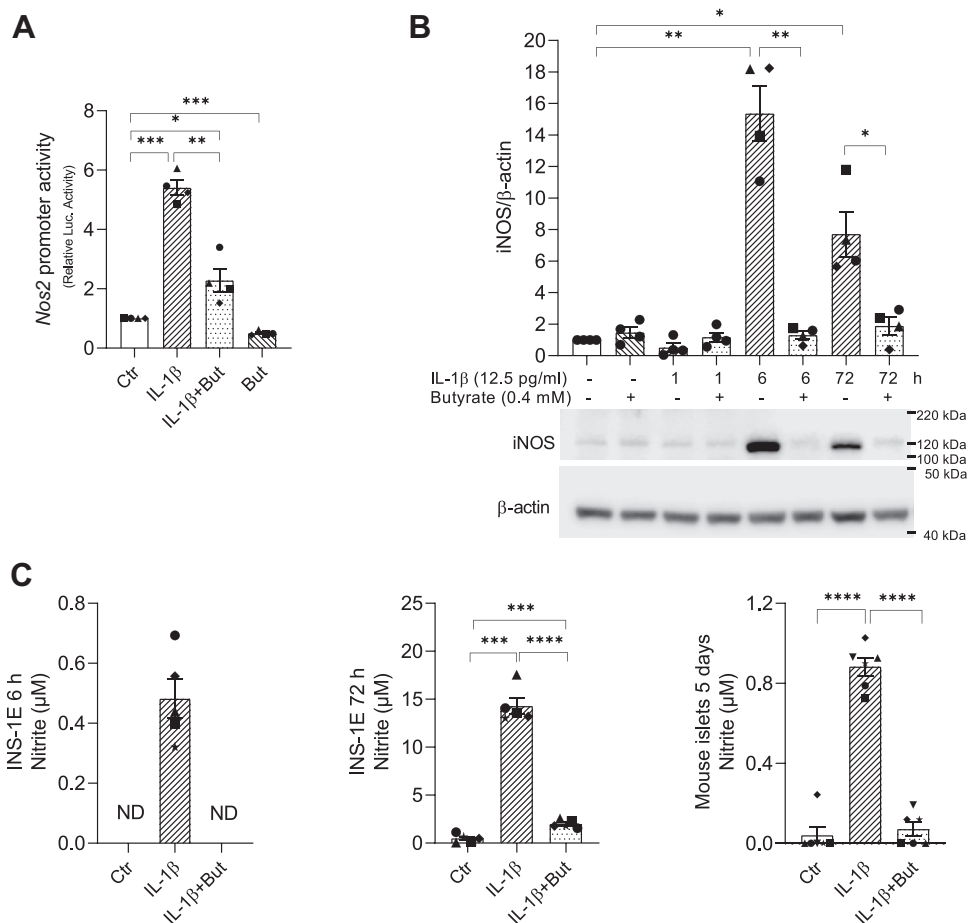 A
Nos2 promoter activity
(Relative Luc. Activity)
8
6
4
2
0
***
*
***
**
Ctr
IL-1β
IL-1β+But
But
B
iNOS/β-actin
20
18
16
14
12
10
8
6
4
2
0
*
**
**
*
IL-1β (12.5 pg/ml) - - 1 1 6 6 72 72 h
Butyrate (0.4 mM) - + - + - + - +
iNOS
220 kDa
120 kDa
100 kDa
50 kDa
β-actin
40 kDa
C
INS-1E 6 h
Nitrite (µM)
0.8
0.6
0.4
0.2
0.0
ND
ND
Ctr
IL-1β
IL-1β+But
INS-1E 72 h
Nitrite (µM)
25
20
15
10
5
0
***
***
****
Ctr
IL-1β
IL-1β+But
Mouse islets 5 days
Nitrite (µM)
1.2
0.8
0.4
0.0
****
****
Ctr
IL-1β
IL-1β+But